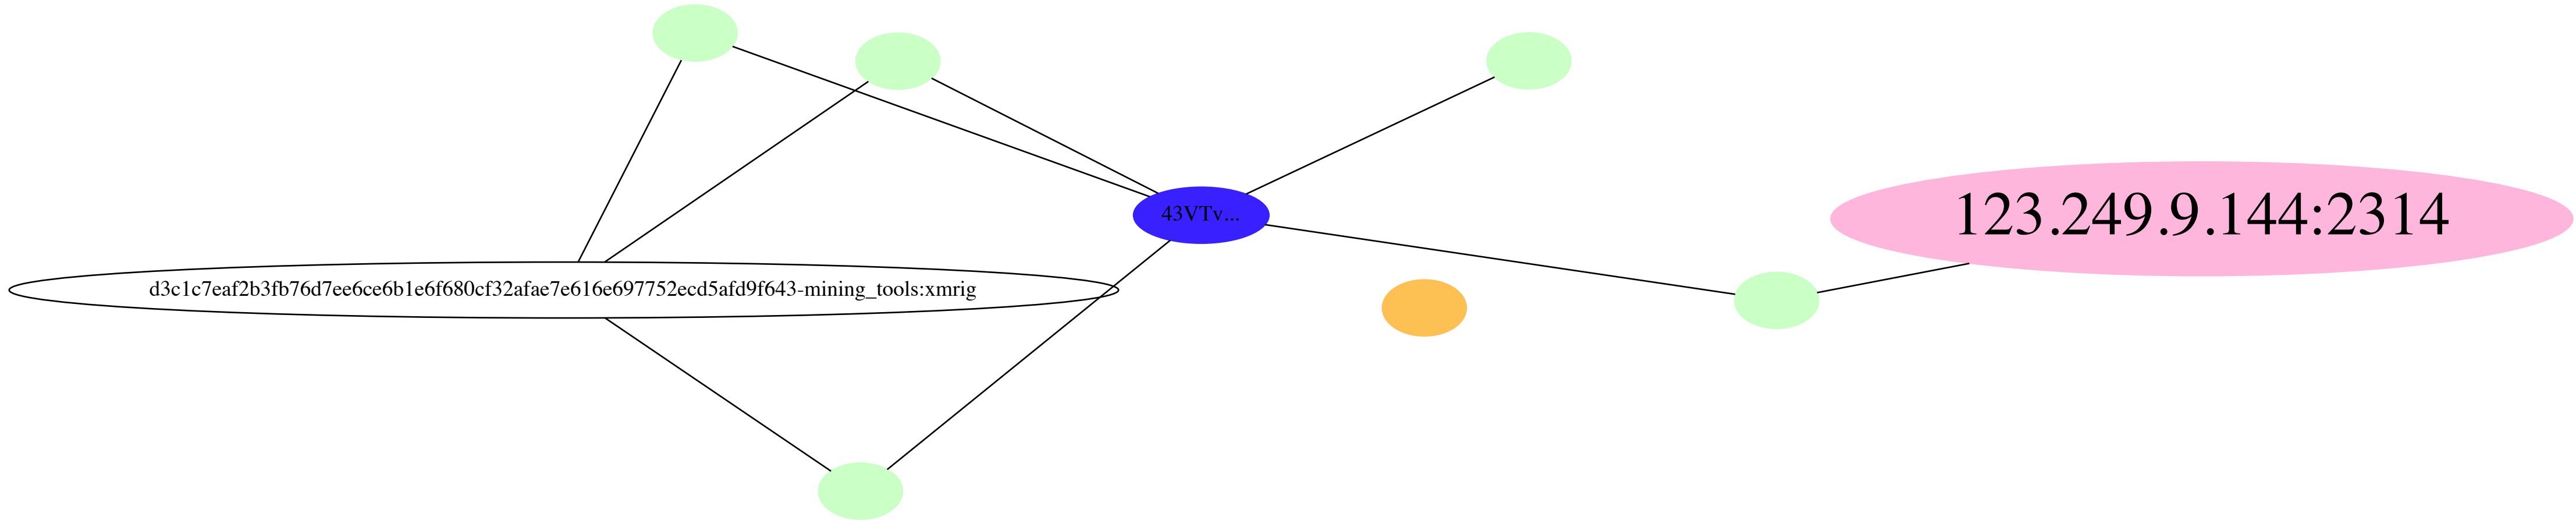 43VTv...
123.249.9.144:2314
d3c1c7eaf2b3fb76d7ee6ce6b1e6f680cf32afae7e616e697752ecd5afd9f643-mining_tools:xmrig